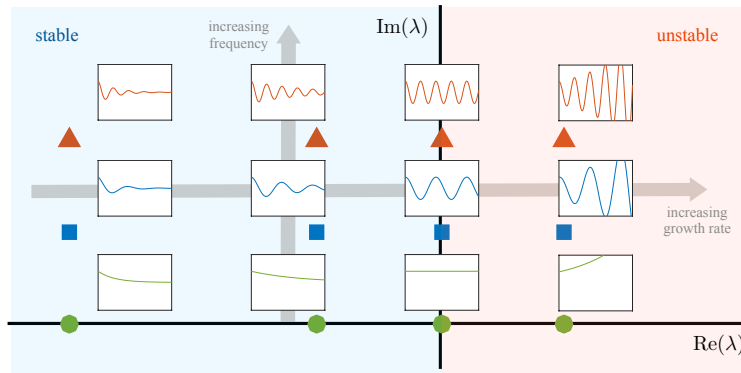 stable
increasing
frequency
Im(λ)
unstable
increasing
growth rate
Re(λ)